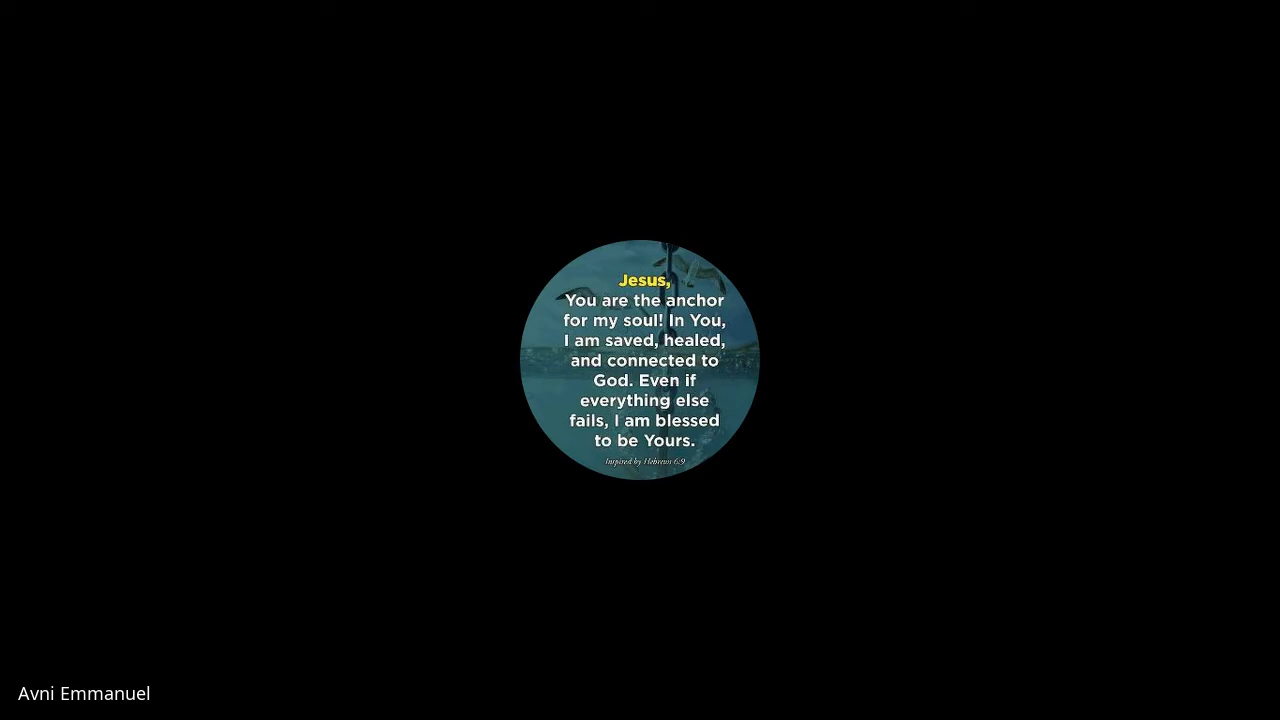 Jesus,
You are the anchor
for my soul! In You,
I am saved, healed,
and connected to
God. Even if
everything else
fails, I am blessed
to be Yours.
Inspired by Hebrews 6:9
Avni Emmanuel